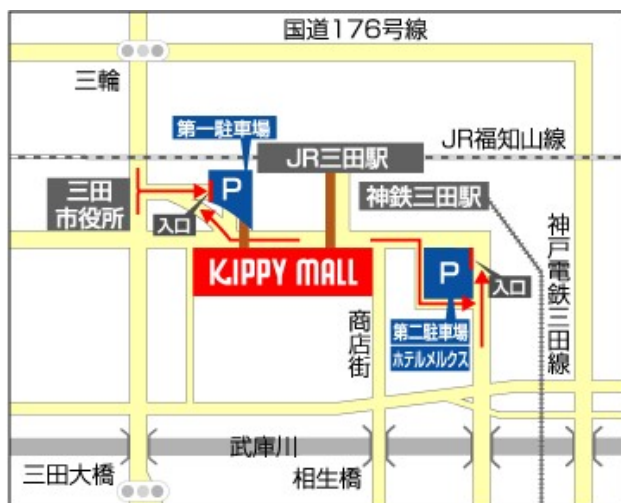 国道176号線
三輪
第一駐車場
JR福知山線
JR三田駅
P
三田
市役所
神鉄三田駅
入口
KIPPY MALL
P
入口
神戸電鉄三田線
商店街
第二駐車場
ホテルメルクス
武庫川
三田大橋
相生橋